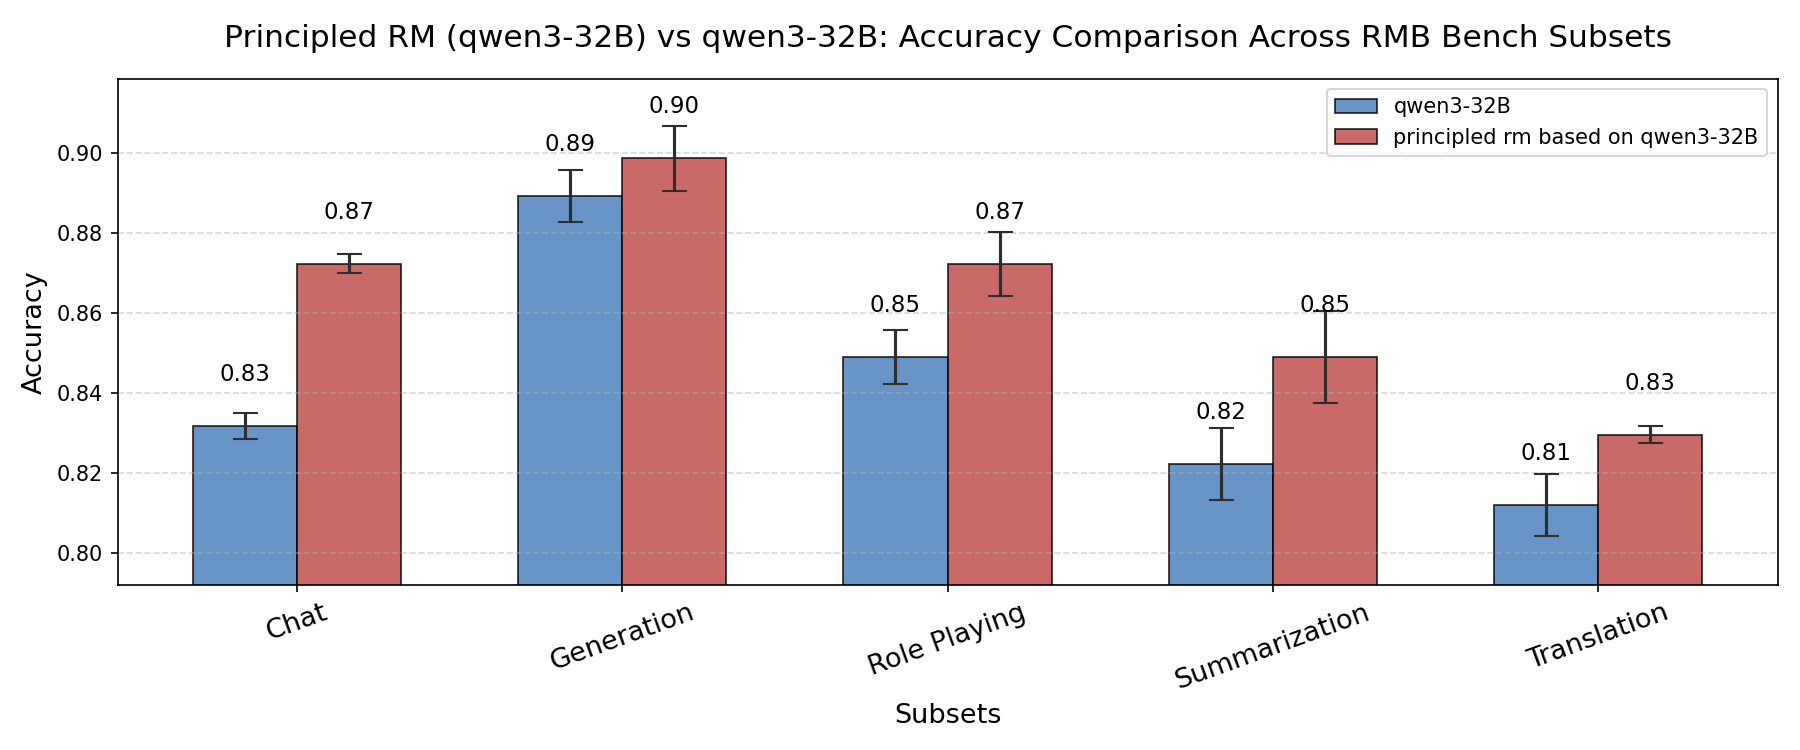 Principled RM (qwen3-32B) vs qwen3-32B: Accuracy Comparison Across RMB Bench Subsets
qwen3-32B
principled rm based on qwen3-32B
Accuracy
0.90
0.88
0.86
0.84
0.82
0.80
0.83
0.87
0.89
0.90
0.85
0.87
0.82
0.85
0.81
0.83
Chat
Generation
Role Playing
Summarization
Translation
Subsets